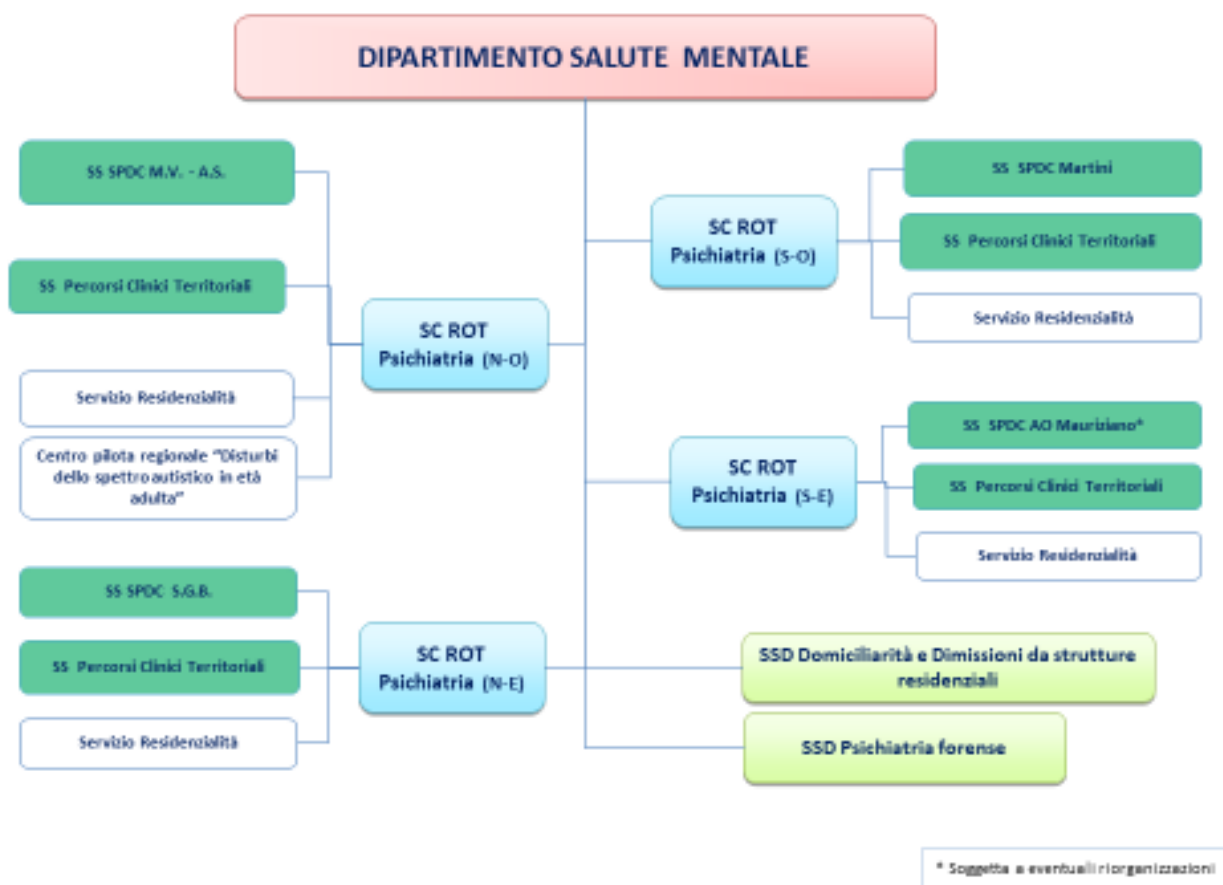 DIPARTIMENTO SALUTE MENTALE
SS SPDC M.V. - A.S.
SS Percorsi Clinici Territoriali
SC ROT
Psichiatria (N-O)
Servizio Residenzialità
Centro pilota regionale "Disturbi
dello spettro autistico in età
adulta"
SS SPDC S.G.B.
SS Percorsi Clinici Territoriali
SC ROT
Psichiatria (N-E)
Servizio Residenzialità
SC ROT
Psichiatria (S-O)
SS SPDC Martini
SS Percorsi Clinici Territoriali
Servizio Residenzialità
SC ROT
Psichiatria (S-E)
SS SPDC AO Mauriziano*
SS Percorsi Clinici Territoriali
Servizio Residenzialità
SSD Domiciliarità e Dimissioni da strutture
residenziali
SSD Psichiatria forense
* Soggetta a eventuali riorganizzazioni